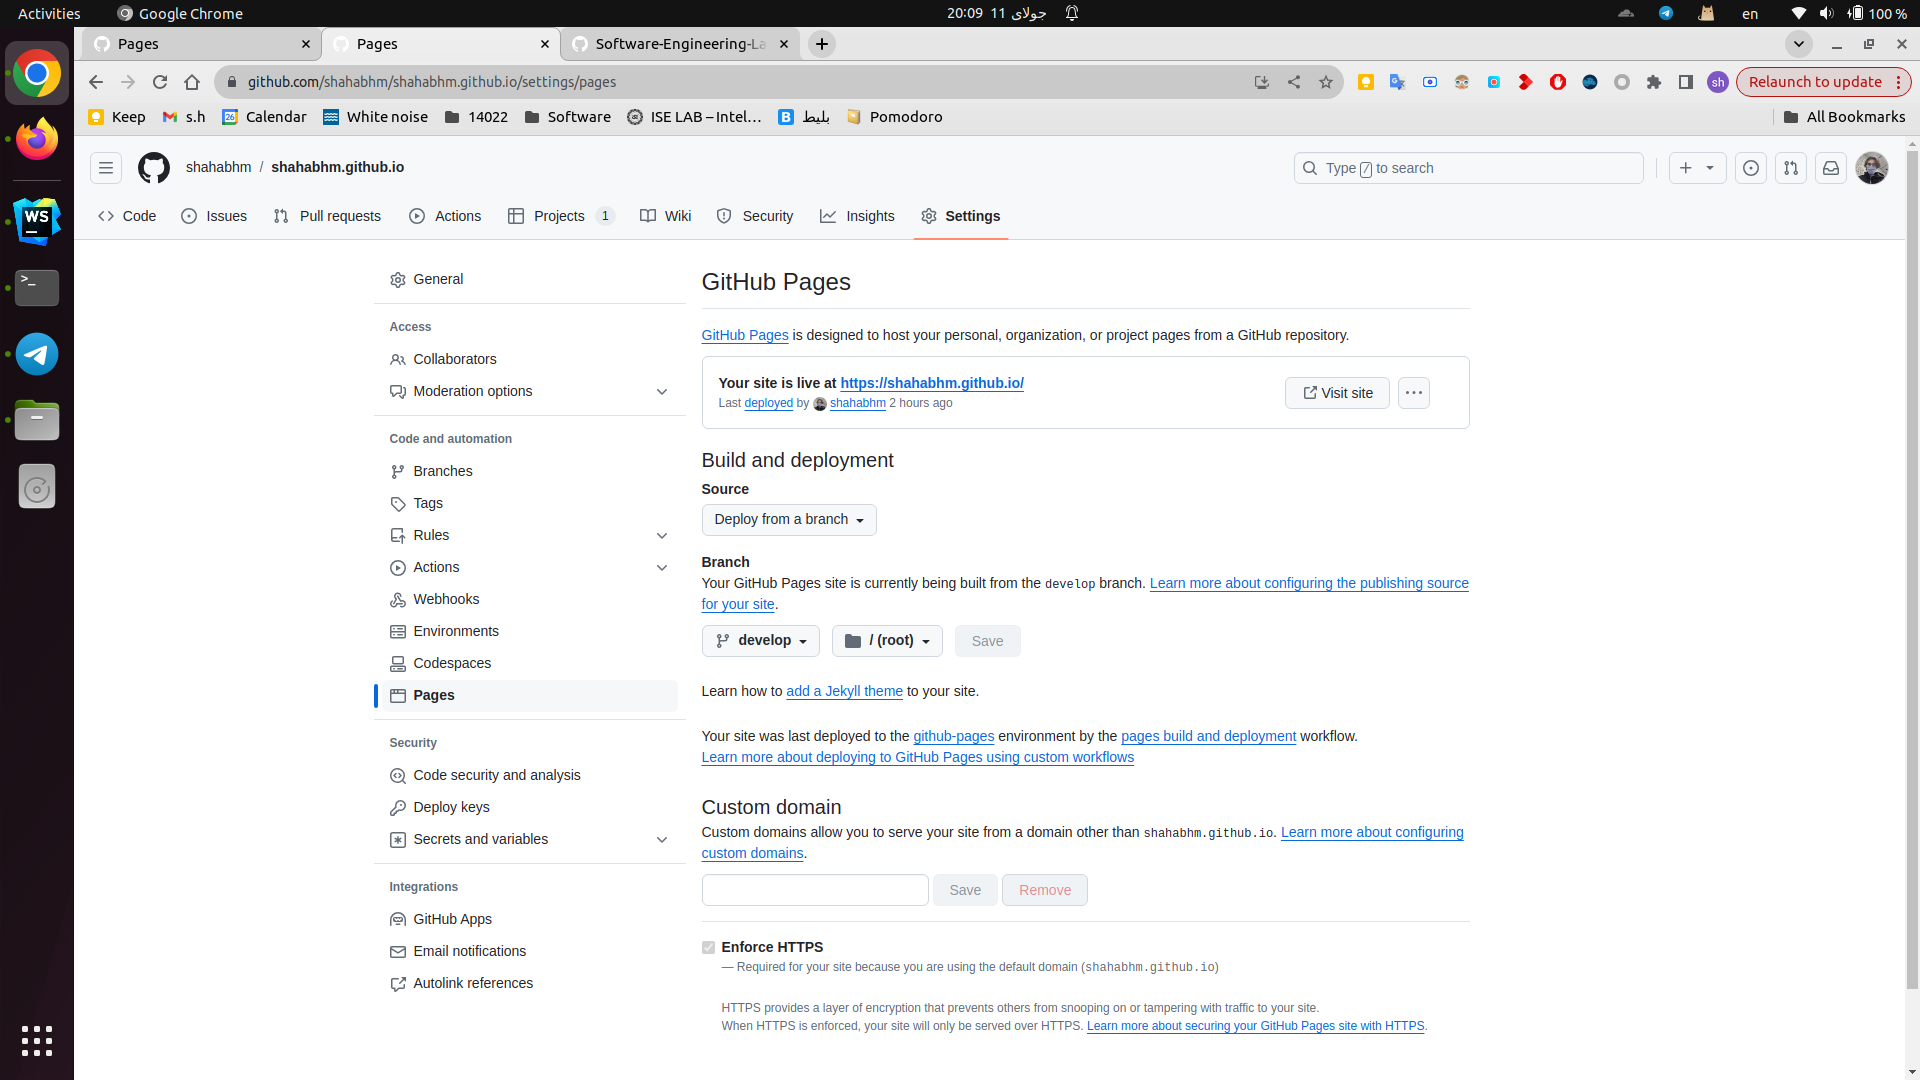 Activities
Google Chrome
20:09 11 جولای
en
100 %
Pages
Pages
Software-Engineering-La
github.com/shahabhm/shahabhm.github.io/settings/pages
sh
Relaunch to update
Keep
s.h
26
Calendar
White noise
14022
Software
ISE LAB – Intel…
B
بلیط
Pomodoro
All Bookmarks
shahabhm / shahabhm.github.io
Type / to search
Code
Issues
Pull requests
Actions
Projects 1
Wiki
Security
Insights
Settings
WS
>_
General
Access
Collaborators
Moderation options
Code and automation
Branches
Tags
Rules
Actions
Webhooks
Environments
Codespaces
Pages
Security
Code security and analysis
Deploy keys
Secrets and variables
Integrations
GitHub Apps
Email notifications
Autolink references
GitHub Pages
GitHub Pages is designed to host your personal, organization, or project pages from a GitHub repository.
Your site is live at https://shahabhm.github.io/
Last deployed by shahabhm 2 hours ago
Visit site
Build and deployment
Source
Deploy from a branch
Branch
Your GitHub Pages site is currently being built from the develop branch. Learn more about configuring the publishing source
for your site.
develop
/ (root)
Save
Learn how to add a Jekyll theme to your site.
Your site was last deployed to the github-pages environment by the pages build and deployment workflow.
Learn more about deploying to GitHub Pages using custom workflows
Custom domain
Custom domains allow you to serve your site from a domain other than shahabhm.github.io. Learn more about configuring
custom domains.
Save
Remove
Enforce HTTPS
— Required for your site because you are using the default domain (shahabhm.github.io)
HTTPS provides a layer of encryption that prevents others from snooping on or tampering with traffic to your site.
When HTTPS is enforced, your site will only be served over HTTPS. Learn more about securing your GitHub Pages site with HTTPS.